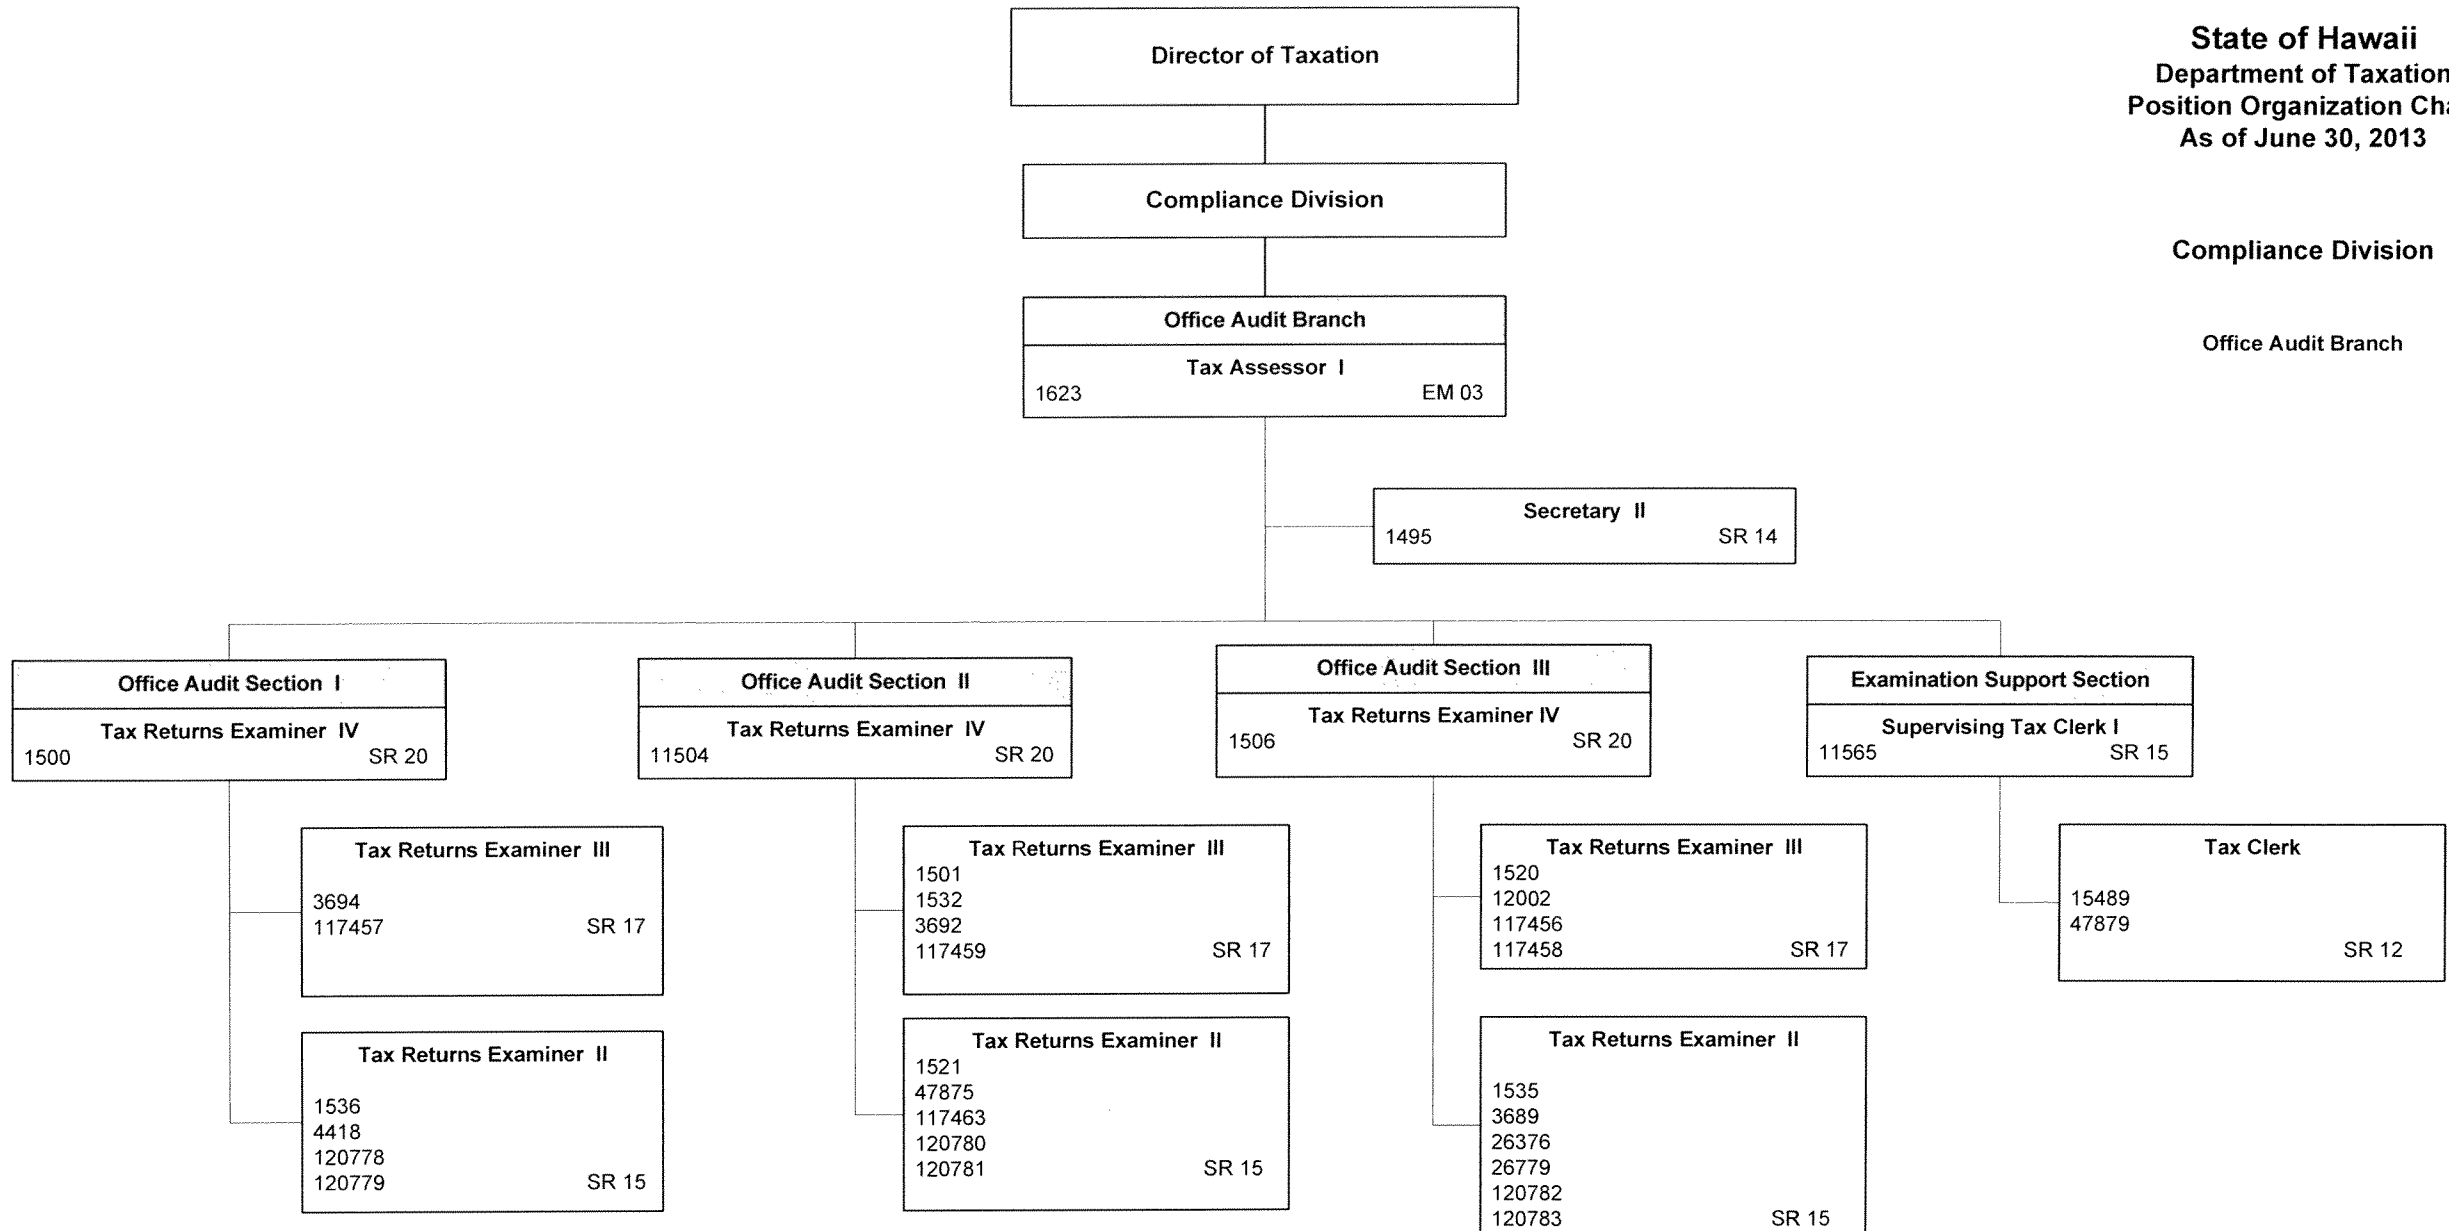 State of Hawaii
Department of Taxation
Position Organization Cha
As of June 30, 2013
Compliance Division
Office Audit Branch
Director of Taxation
Compliance Division
Office Audit Branch
Tax Assessor I
1623 EM 03
Secretary II
1495 SR 14
Office Audit Section I
Tax Returns Examiner IV
1500 SR 20
Tax Returns Examiner III
3694
117457 SR 17
Tax Returns Examiner II
1536
4418
120778
120779 SR 15
Office Audit Section II
Tax Returns Examiner IV
11504 SR 20
Tax Returns Examiner III
1501
1532
3692
117459 SR 17
Tax Returns Examiner II
1521
47875
117463
120780
120781 SR 15
Office Audit Section III
Tax Returns Examiner IV
1506 SR 20
Tax Returns Examiner III
1520
12002
117456
117458 SR 17
Tax Returns Examiner II
1535
3689
26376
26779
120782
120783 SR 15
Examination Support Section
Supervising Tax Clerk I
11565 SR 15
Tax Clerk
15489
47879
SR 12